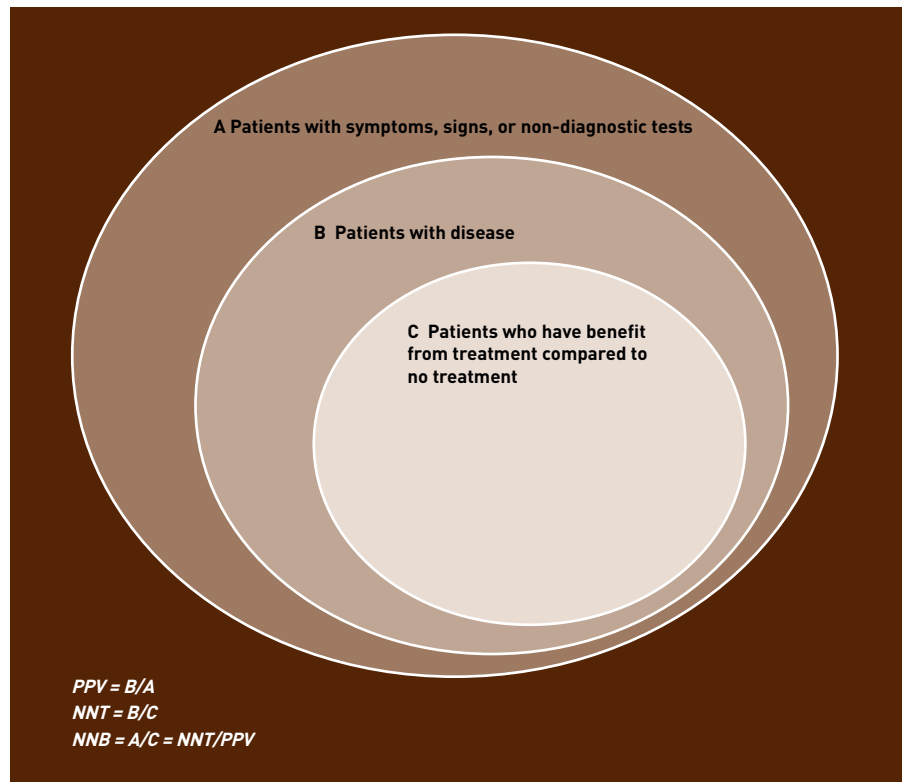 A Patients with symptoms, signs, or non-diagnostic tests
B Patients with disease
C Patients who have benefit
from treatment compared to
no treatment
PPV = B/A
NNT = B/C
NNB = A/C = NNT/PPV